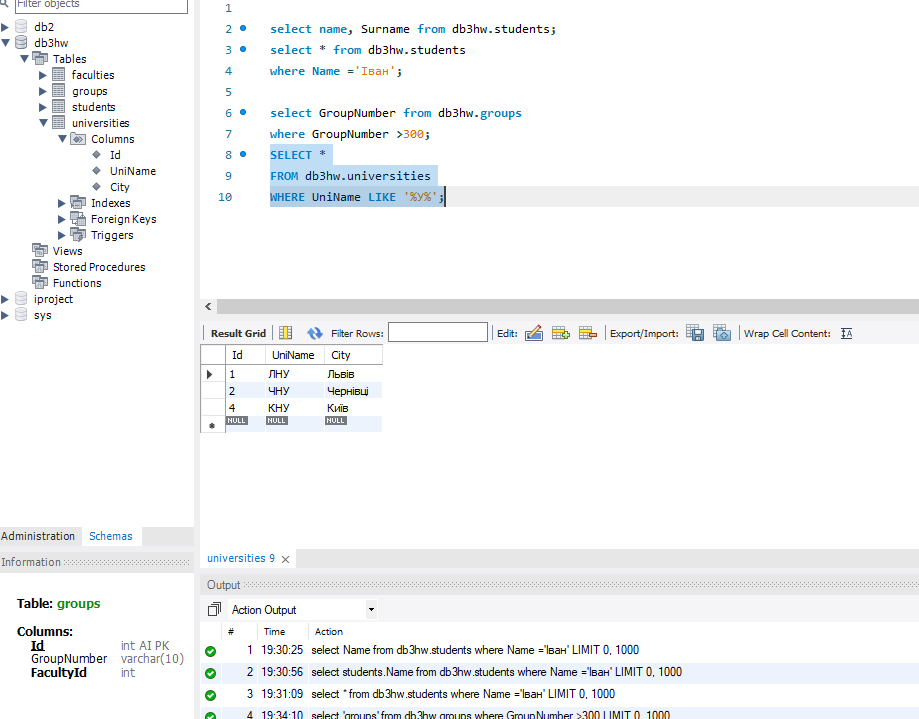 Filter objects
db2
db3hw
Tables
faculties
groups
students
universities
Columns
Id
UniName
City
Indexes
Foreign Keys
Triggers
Views
Stored Procedures
Functions
iproject
sys
Administration
Schemas
Information
Table: groups
Columns:
Id int AI PK
GroupNumber varchar(10)
FacultyId int
1
2 select name, Surname from db3hw.students;
3 select * from db3hw.students
4 where Name ='Іван';
5
6 select GroupNumber from db3hw.groups
7 where GroupNumber >300;
8 SELECT *
9 FROM db3hw.universities
10 WHERE UniName LIKE '%У%';
Result Grid Filter Rows: Edit: Export/Import: Wrap Cell Content:
Id UniName City
1 ЛНУ Львів
2 ЧНУ Чернівці
4 КНУ Київ
NULL NULL NULL
universities 9
Output
Action Output
# Time Action
1 19:30:25 select Name from db3hw.students where Name ='Іван' LIMIT 0, 1000
2 19:30:56 select students.Name from db3hw.students where Name ='Іван' LIMIT 0, 1000
3 19:31:09 select * from db3hw.students where Name ='Іван' LIMIT 0, 1000
4 19:34:10 select 'groups' from db3hw.groups where GroupNumber >300 LIMIT 0, 1000